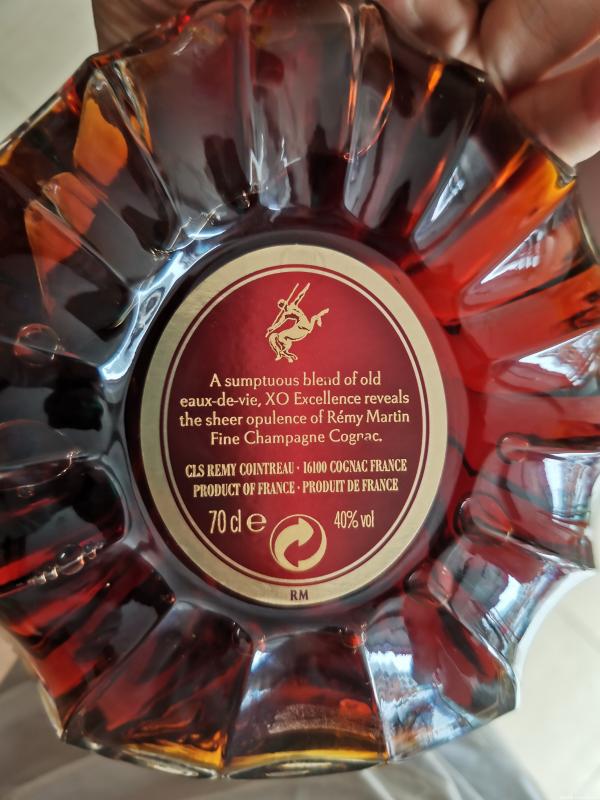 A sumptuous blend of old
eaux-de-vie, XO Excellence reveals
the sheer opulence of Rémy Martin
Fine Champagne Cognac.
CLS REMY COINTREAU · 16100 COGNAC FRANCE
PRODUCT OF FRANCE · PRODUIT DE FRANCE
70 cl ℮ 40% vol
RM